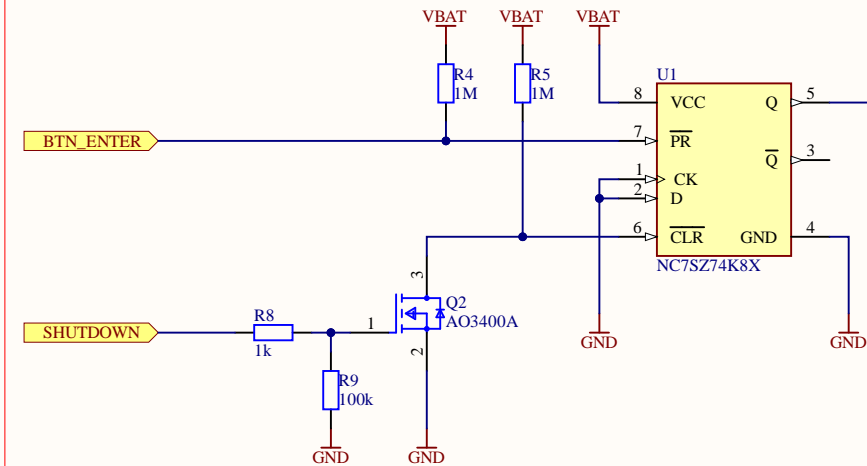 VBAT
VBAT
VBAT
R4
1M
R5
1M
U1
8
VCC
Q
5
BTN_ENTER
7
PR
Q
3
1
CK
2
D
6
CLR
GND
4
NC7SZ74K8X
3
Q2
AO3400A
SHUTDOWN
R8
1k
1
2
GND
GND
R9
100k
GND
GND